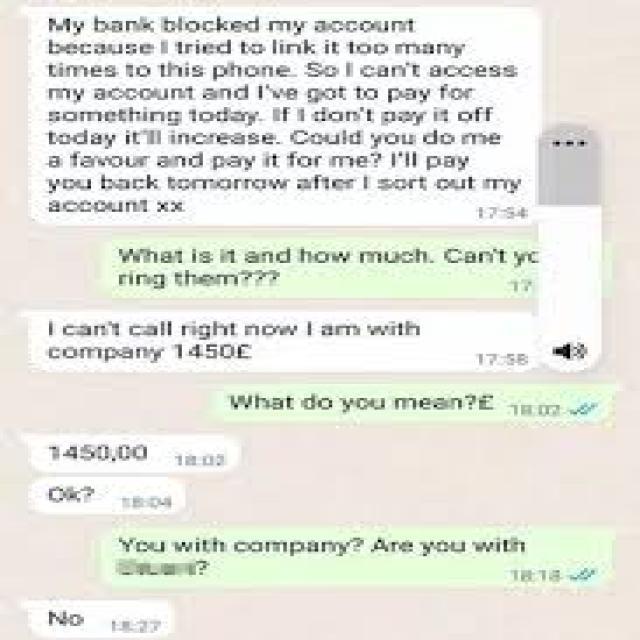 My bank blocked my account
because I tried to link it too many
times to this phone. So I can't access
my account and I've got to pay for
something today. If I don't pay it off
today it'll increase. Could you do me
a favour and pay it for me? I'll pay
you back tomorrow after I sort out my
account xx
17:54
What is it and how much. Can't yo
ring them???
17
I can't call right now I am with
company 1450£
17:58
What do you mean?£ 18:02
1450,00 18:02
Ok? 18:04
You with company? Are you with
?
18:18
No 18:27